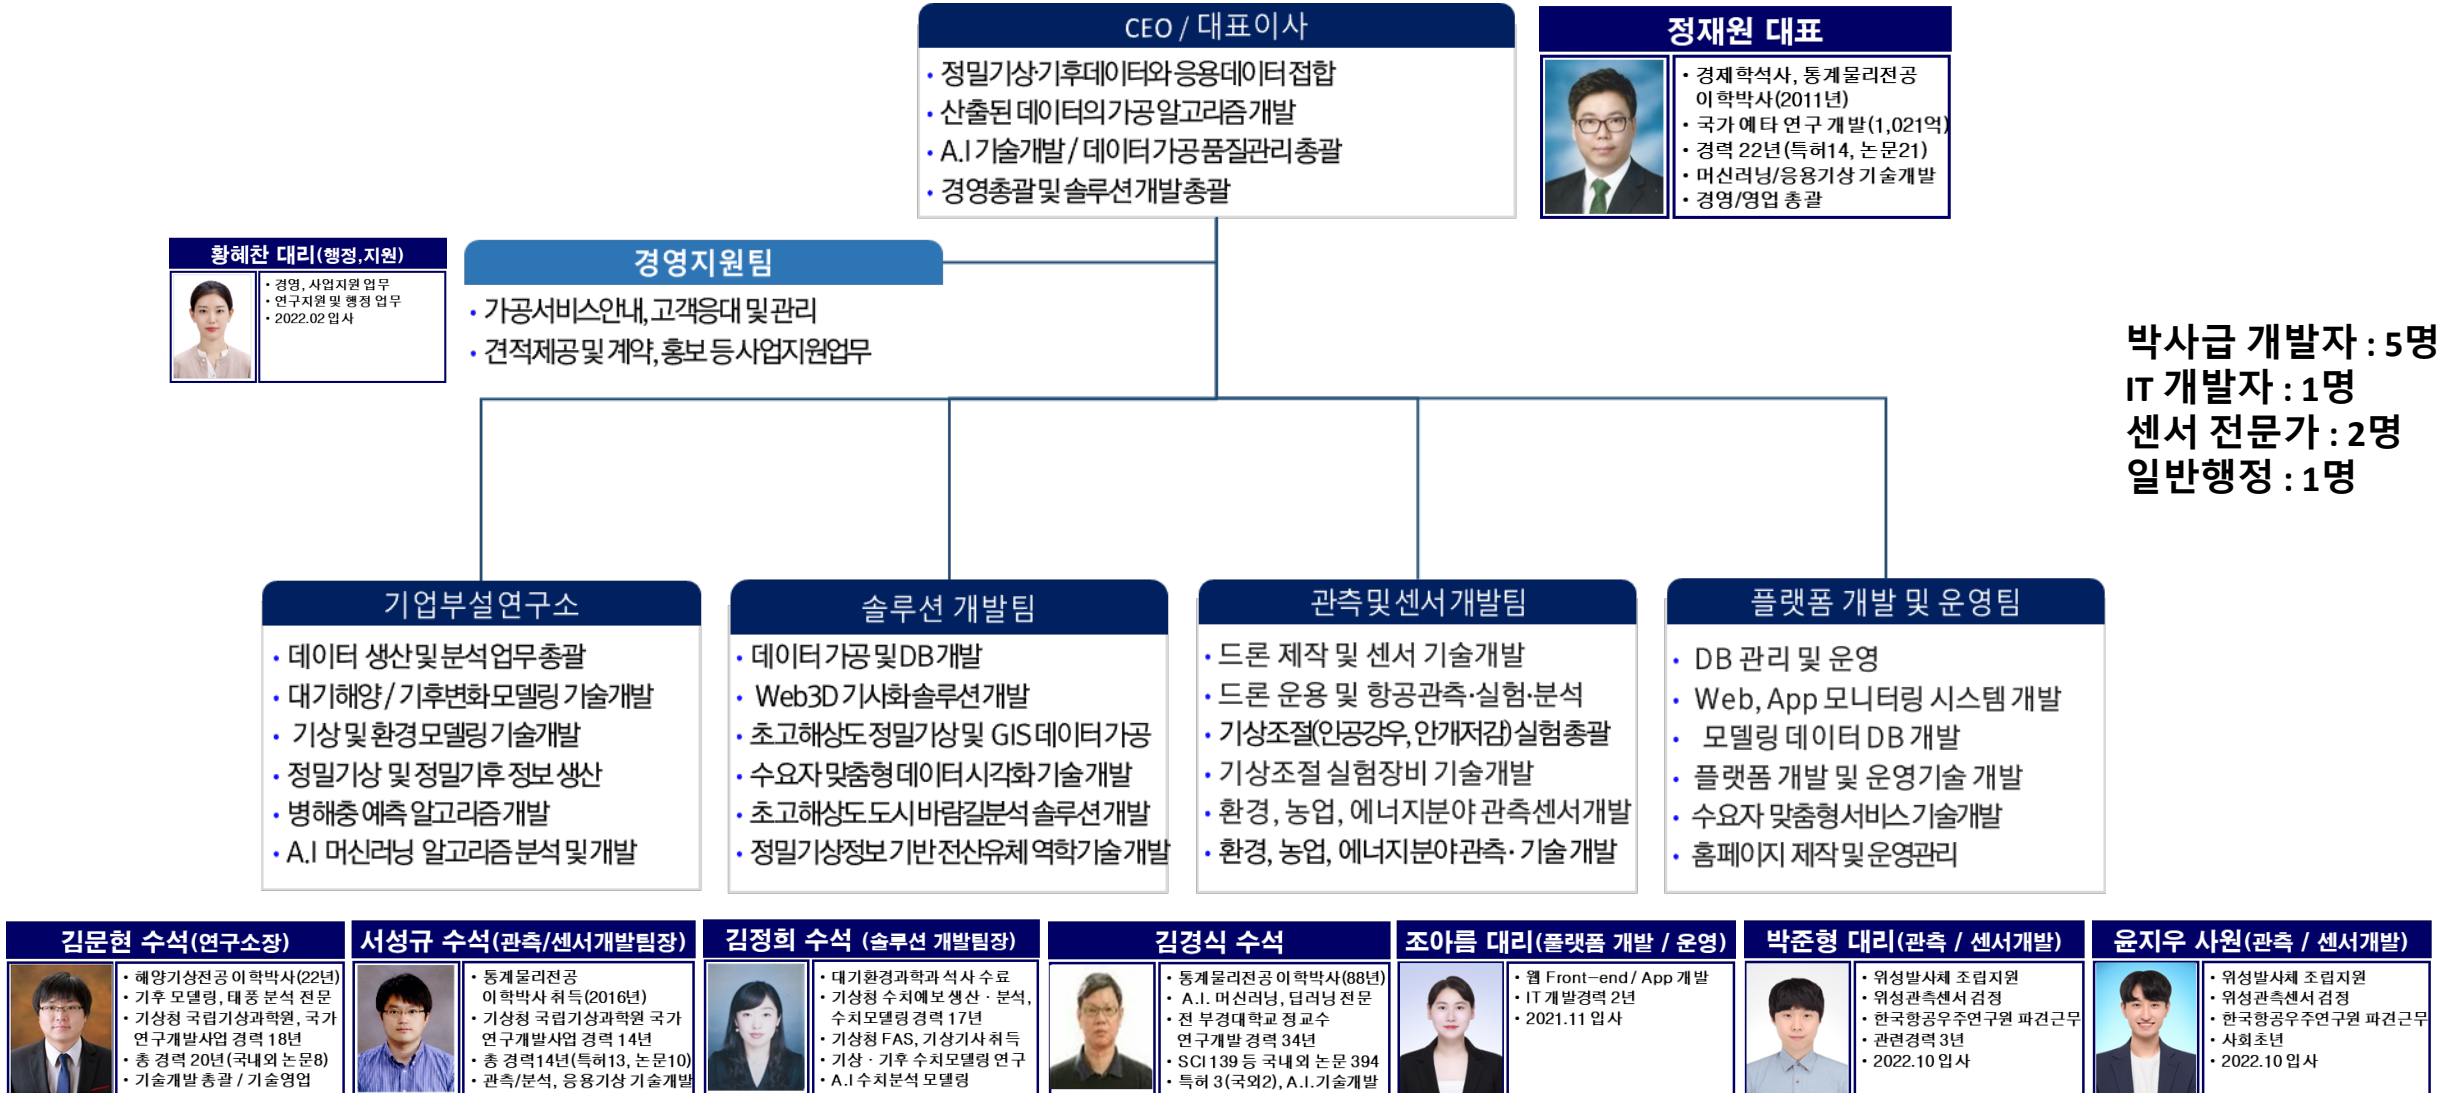 CEO / 대표이사
• 정밀기상·기후데이터와 응용데이터 접합
• 산출된 데이터의 가공 알고리즘 개발
• A.I 기술개발 / 데이터 가공 품질관리 총괄
• 경영총괄 및 솔루션 개발 총괄
정재원 대표
• 경제학석사, 통계물리전공
이학박사(2011년)
• 국가 예타 연구 개발(1,021억)
• 경력 22년(특허14, 논문21)
• 머신러닝/응용기상 기술개발
• 경영/영업 총괄
황혜찬 대리(행정,지원)
• 경영, 사업지원 업무
• 연구지원 및 행정 업무
• 2022.02 입사
경영지원팀
• 가공서비스안내, 고객응대 및 관리
• 견적제공 및 계약, 홍보 등 사업지원업무
박사급 개발자 : 5명
IT 개발자 : 1명
센서 전문가 : 2명
일반행정 : 1명
기업부설연구소
• 데이터 생산 및 분석 업무 총괄
• 대기해양 / 기후변화 모델링 기술개발
• 기상 및 환경 모델링 기술개발
• 정밀기상 및 정밀기후 정보 생산
• 병해충 예측 알고리즘 개발
• A.I 머신러닝 알고리즘 분석 및 개발
솔루션 개발팀
• 데이터 가공 및 DB 개발
• Web3D 기사화 솔루션 개발
• 초고해상도 정밀기상 및 GIS 데이터 가공
• 수요자 맞춤형 데이터 시각화 기술 개발
• 초고해상도 도시 바람길분석 솔루션 개발
• 정밀기상정보 기반 전산유체 역학기술 개발
관측 및 센서 개발팀
• 드론 제작 및 센서 기술개발
• 드론 운용 및 항공관측·실험·분석
• 기상조절(인공강우, 안개저감) 실험 총괄
• 기상조절 실험장비 기술개발
• 환경, 농업, 에너지분야 관측센서개발
• 환경, 농업, 에너지분야 관측· 기술 개발
플랫폼 개발 및 운영팀
• DB 관리 및 운영
• Web, App 모니터링 시스템 개발
• 모델링 데이터 DB 개발
• 플랫폼 개발 및 운영기술 개발
• 수요자 맞춤형 서비스 기술개발
• 홈페이지 제작 및 운영관리
김문현 수석(연구소장)
• 해양기상전공 이학박사(22년)
• 기후 모델링, 태풍 분석 전문
• 기상청 국립기상과학원, 국가
연구개발사업 경력 18년
• 총 경력 20년(국내외 논문8)
• 기술개발 총괄 / 기술영업
서성규 수석(관측/센서개발팀장)
• 통계물리전공
이학박사 취득(2016년)
• 기상청 국립기상과학원 국가
연구개발사업 경력 14년
• 총 경력14년(특허13, 논문10)
• 관측/분석, 응용기상 기술개발
김정희 수석 (솔루션 개발팀장)
• 대기환경과학과 석사 수료
• 기상청 수치예보 생산 · 분석,
수치모델링 경력 17년
• 기상청 FAS, 기상기사 취득
• 기상 · 기후 수치모델링 연구
• A.I 수치분석 모델링
김경식 수석
• 통계물리전공 이학박사(88년)
• A.I. 머신러닝, 딥러닝 전문
• 전 부경대학교 정교수
연구개발 경력 34년
• SCI 139 등 국내외 논문 394
• 특허 3(국외2), A.I.기술개발
조아름 대리(플랫폼 개발 / 운영)
• 웹 Front-end / App 개발
• IT 개발경력 2년
• 2021.11 입사
박준형 대리(관측 / 센서개발)
• 위성발사체 조립지원
• 위성관측센서 검정
• 한국항공우주연구원 파견근무
• 관련경력 3년
• 2022.10 입사
윤지우 사원(관측 / 센서개발)
• 위성발사체 조립지원
• 위성관측센서 검정
• 한국항공우주연구원 파견근무
• 사회초년
• 2022.10 입사